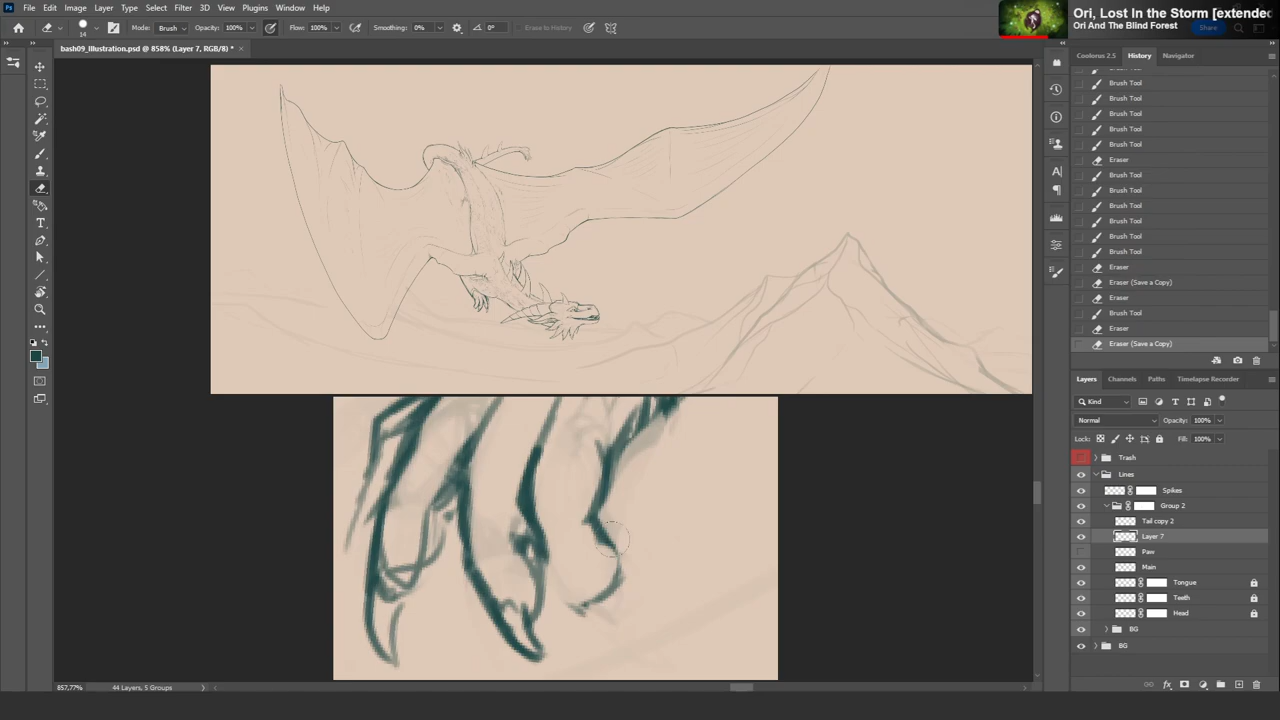 File Edit Image Layer Type Select Filter 3D View Plugins Window Help
Ori, Lost In the Storm [extended
Ori And The Blind Forest
Share
14 Mode: Brush Opacity: 100% Flow: 100% Smoothing: 0% 0° Erase to History
bash09_Illustration.psd @ 858% (Layer 7, RGB/8) *
Coolorus 2.5 History Navigator
Brush Tool
Brush Tool
Brush Tool
Brush Tool
Brush Tool
Eraser
Brush Tool
Brush Tool
Brush Tool
Brush Tool
Brush Tool
Brush Tool
Eraser
Eraser (Save a Copy)
Eraser
Brush Tool
Eraser
Eraser (Save a Copy)
Layers Channels Paths Timelapse Recorder
Kind
Normal Opacity: 100%
Lock: Fill: 100%
Trash
Lines
Spikes
Group 2
Tail copy 2
Layer 7
Paw
Main
Tongue
Teeth
Head
BG
BG
857,77% 44 Layers, 5 Groups